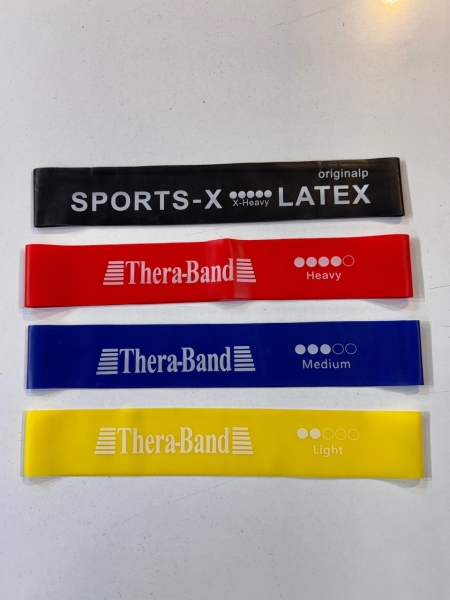 originalp
SPORTS-X X-Heavy LATEX
Thera-Band
Heavy
Thera-Band
Medium
Thera-Band
Light